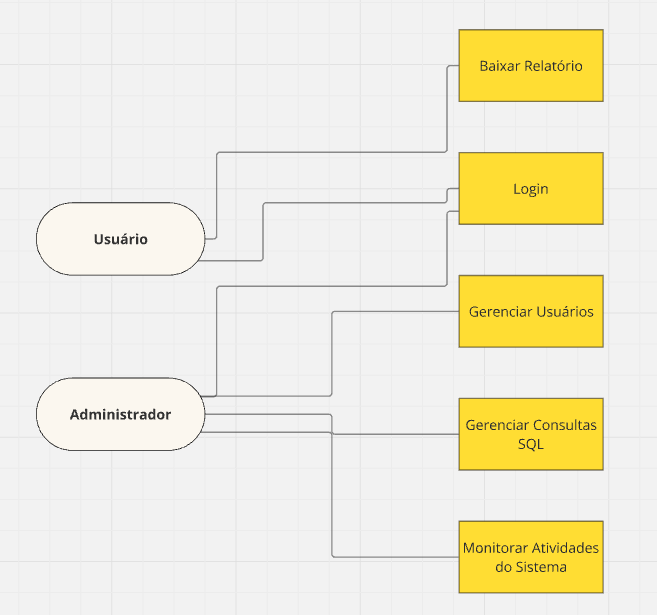 Baixar Relatório
Login
Usuário
Gerenciar Usuários
Administrador
Gerenciar Consultas
SQL
Monitorar Atividades
do Sistema